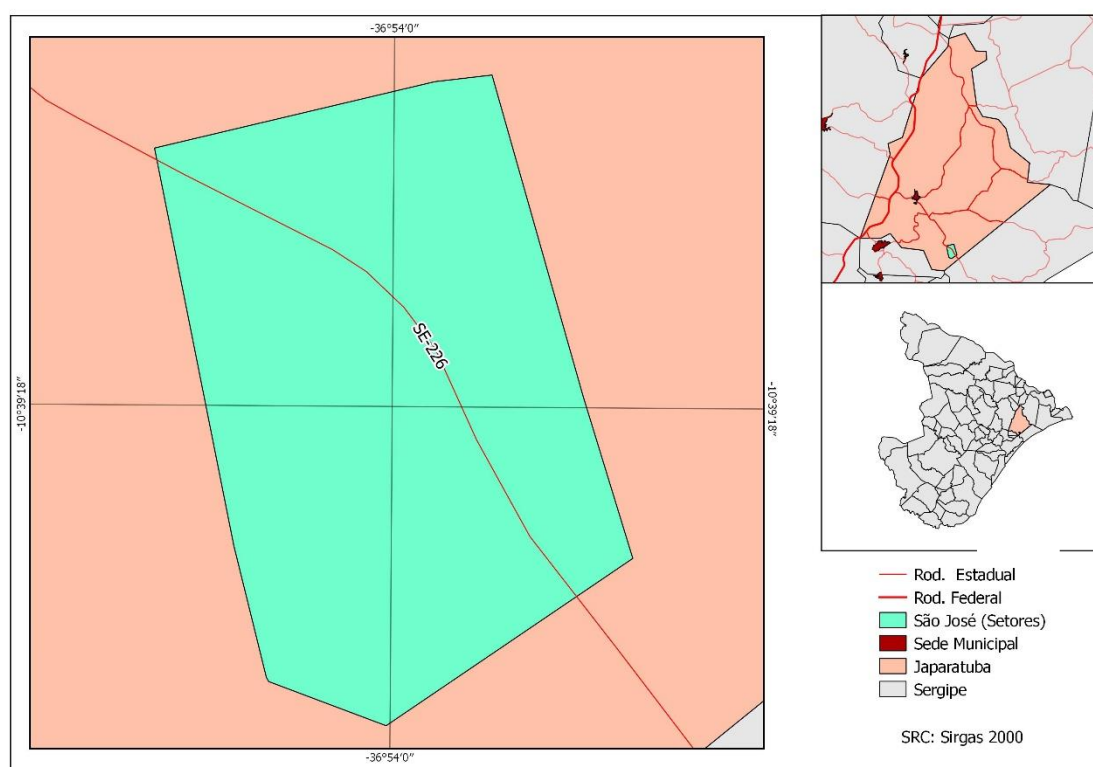 -36°54'0"
-10°39'18"
SE-226
-10°39'18"
-36°54'0"
Rod. Estadual
Rod. Federal
São José (Setores)
Sede Municipal
Japaratuba
Sergipe
SRC: Sirgas 2000